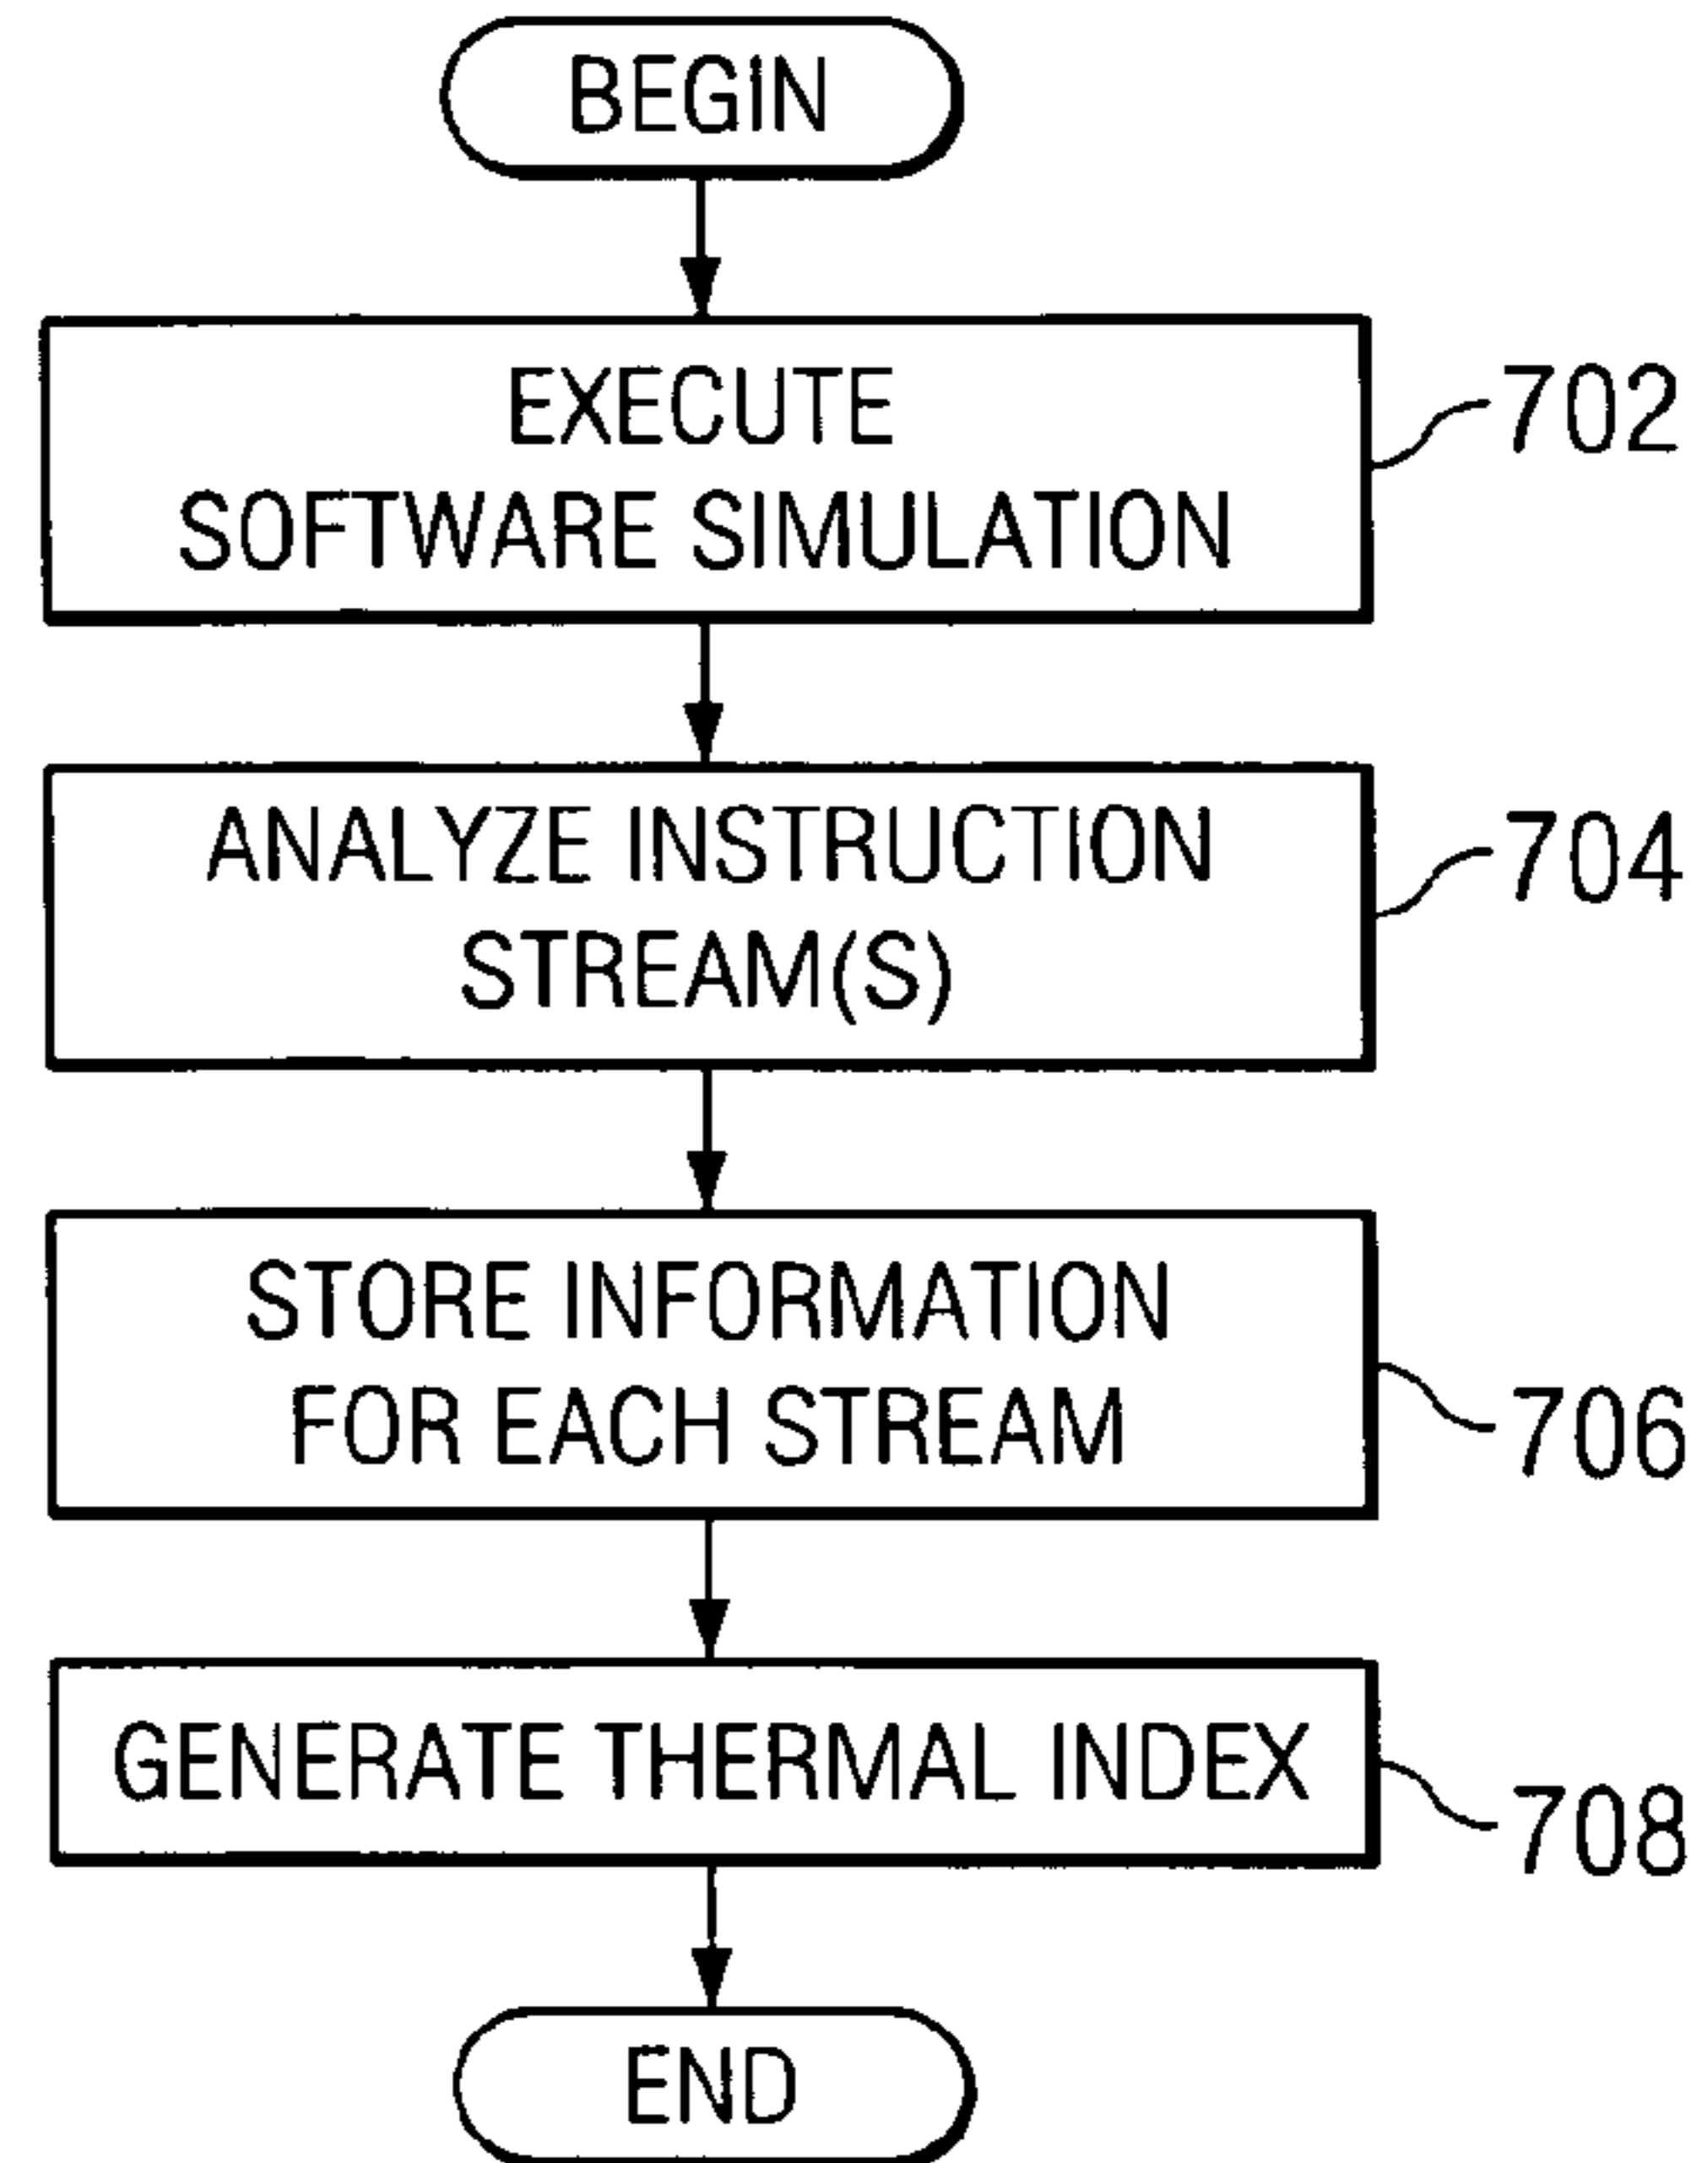 BEGIN
EXECUTE
SOFTWARE SIMULATION
702
ANALYZE INSTRUCTION
STREAM(S)
704
STORE INFORMATION
FOR EACH STREAM
706
GENERATE THERMAL INDEX
708
END